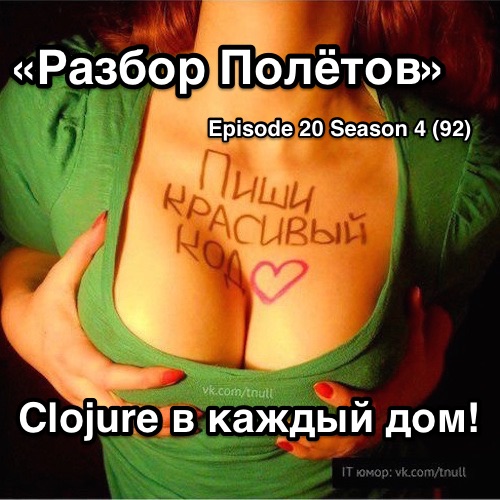 «Разбор Полётов»
Episode 20 Season 4 (92)
Пиши
красивый
код
vk.com/tnull
Clojure в каждый дом!
IT юмор: vk.com/tnull